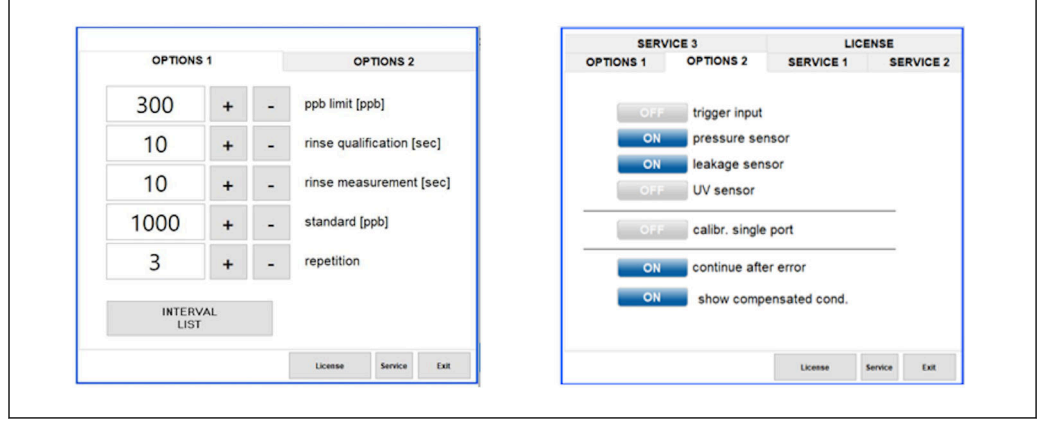 OPTIONS 1 OPTIONS 2
300 + - ppb limit [ppb]
10 + - rinse qualification [sec]
10 + - rinse measurement [sec]
1000 + - standard [ppb]
3 + - repetition
INTERVAL
LIST
License Service Exit
SERVICE 3 LICENSE
OPTIONS 1 OPTIONS 2 SERVICE 1 SERVICE 2
OFF trigger input
ON pressure sensor
ON leakage sensor
OFF UV sensor
OFF calibr. single port
ON continue after error
ON show compensated cond.
License Service Exit